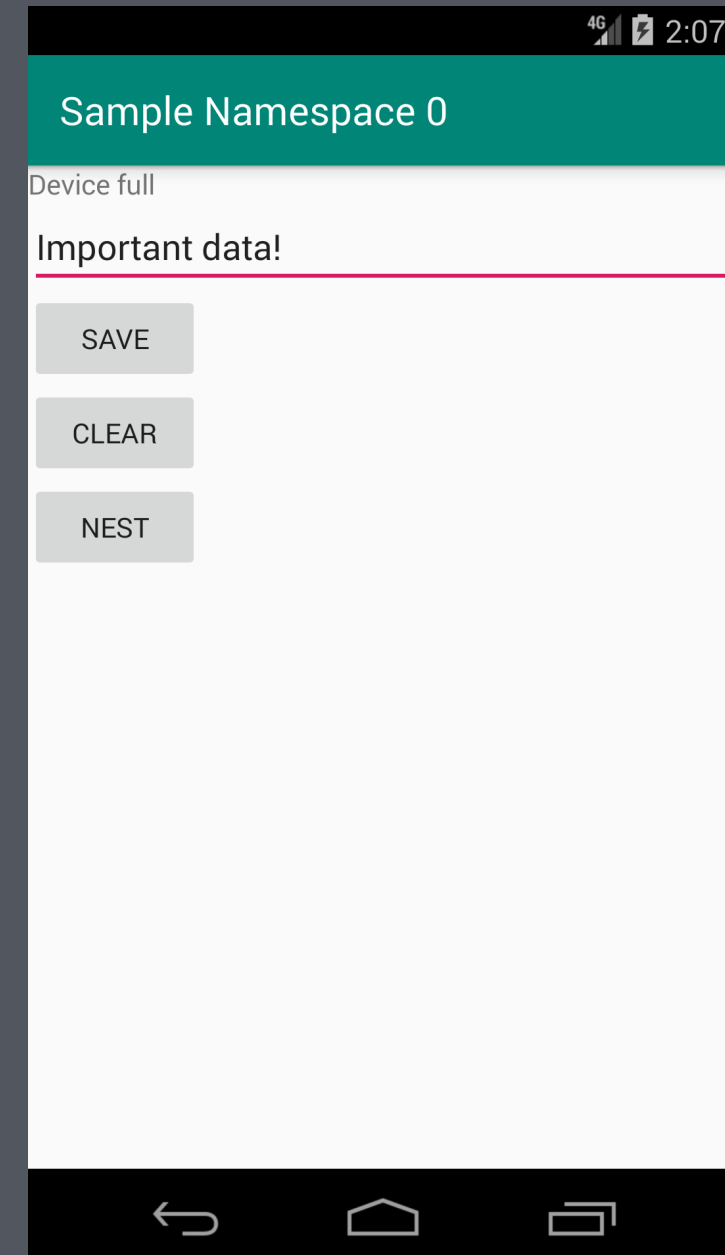 4G 2:07
Sample Namespace 0
Device full
Important data!
SAVE
CLEAR
NEST